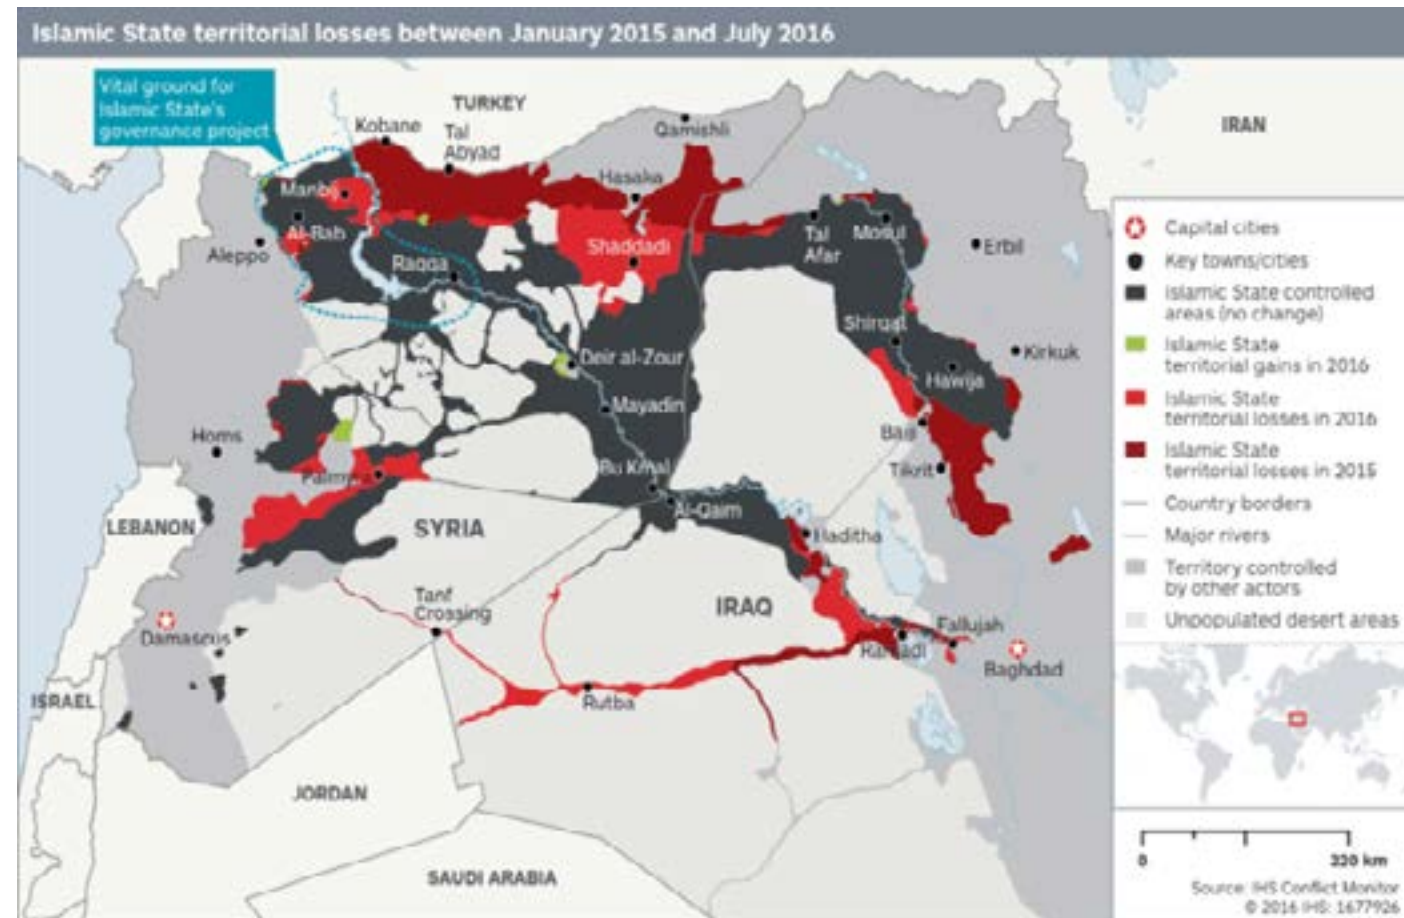 Islamic State territorial losses between January 2015 and July 2016
Vital ground for
Islamic State's
governance project
TURKEY
IRAN
Kobane
Tal
Abyad
Qamishli
Hasaka
Manbij
Al-Bab
Aleppo
Raqqa
Shaddadi
Tal
Afar
Mosul
Erbil
Shirqat
Kirkuk
Hawija
Deir al-Zour
Mayadin
Homs
Palmyra
Baiji
Tikrit
Bu Kmal
Al-Qaim
LEBANON
SYRIA
Haditha
Tanf
Crossing
IRAQ
Fallujah
Damascus
Ramadi
Baghdad
ISRAEL
Rutba
JORDAN
SAUDI ARABIA
Capital cities
Key towns/cities
Islamic State controlled
areas (no change)
Islamic State
territorial gains in 2016
Islamic State
territorial losses in 2016
Islamic State
territorial losses in 2015
Country borders
Major rivers
Territory controlled
by other actors
Unpopulated desert areas
0
320 km
Source: IHS Conflict Monitor
© 2016 IHS: 1677926